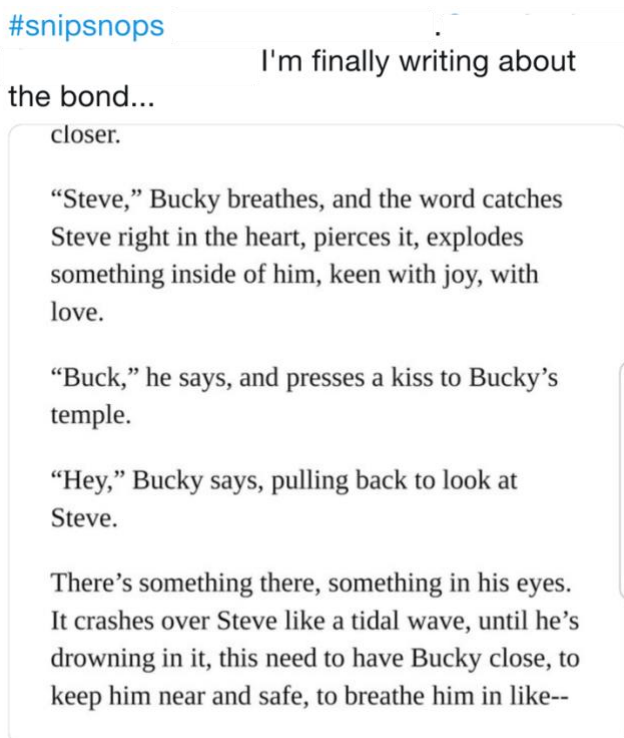 #snipsnops
I'm finally writing about
the bond...
closer.
“Steve,” Bucky breathes, and the word catches
Steve right in the heart, pierces it, explodes
something inside of him, keen with joy, with
love.
“Buck,” he says, and presses a kiss to Bucky’s
temple.
“Hey,” Bucky says, pulling back to look at
Steve.
There’s something there, something in his eyes.
It crashes over Steve like a tidal wave, until he’s
drowning in it, this need to have Bucky close, to
keep him near and safe, to breathe him in like--